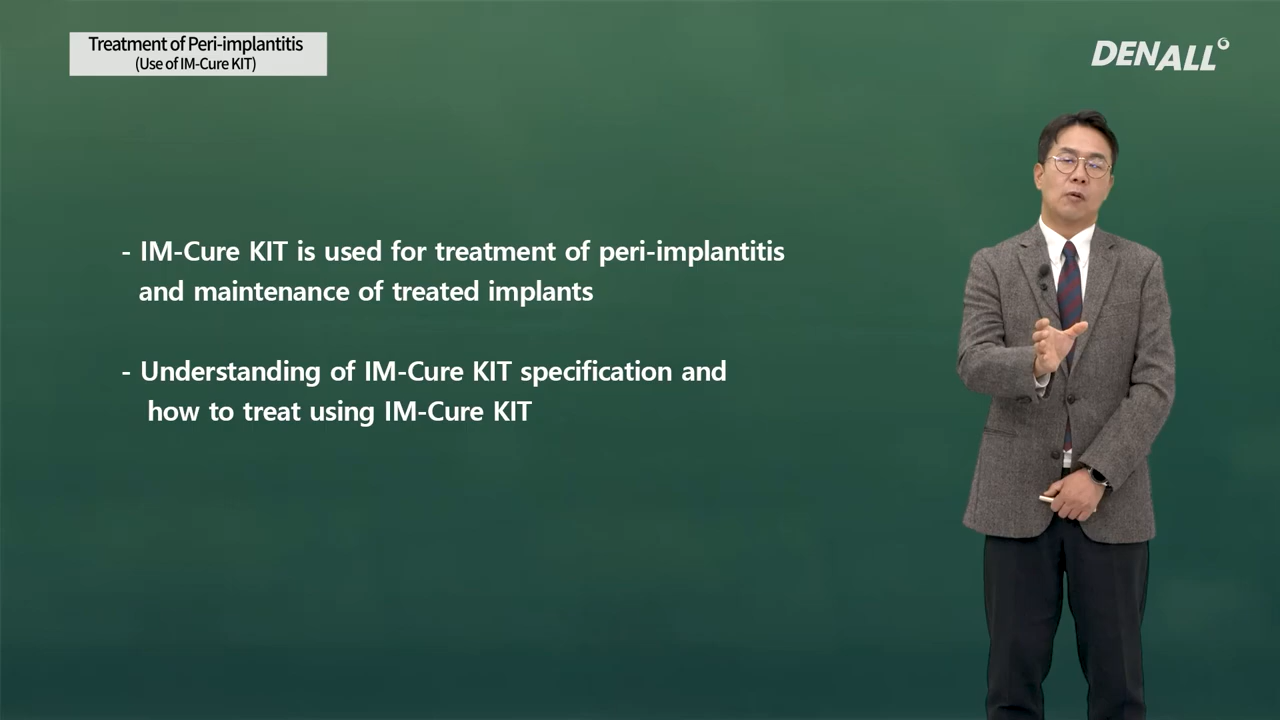 Treatment of Peri-implantitis
(Use of IM-Cure KIT)
DENALL
- IM-Cure KIT is used for treatment of peri-implantitis
and maintenance of treated implants
- Understanding of IM-Cure KIT specification and
how to treat using IM-Cure KIT